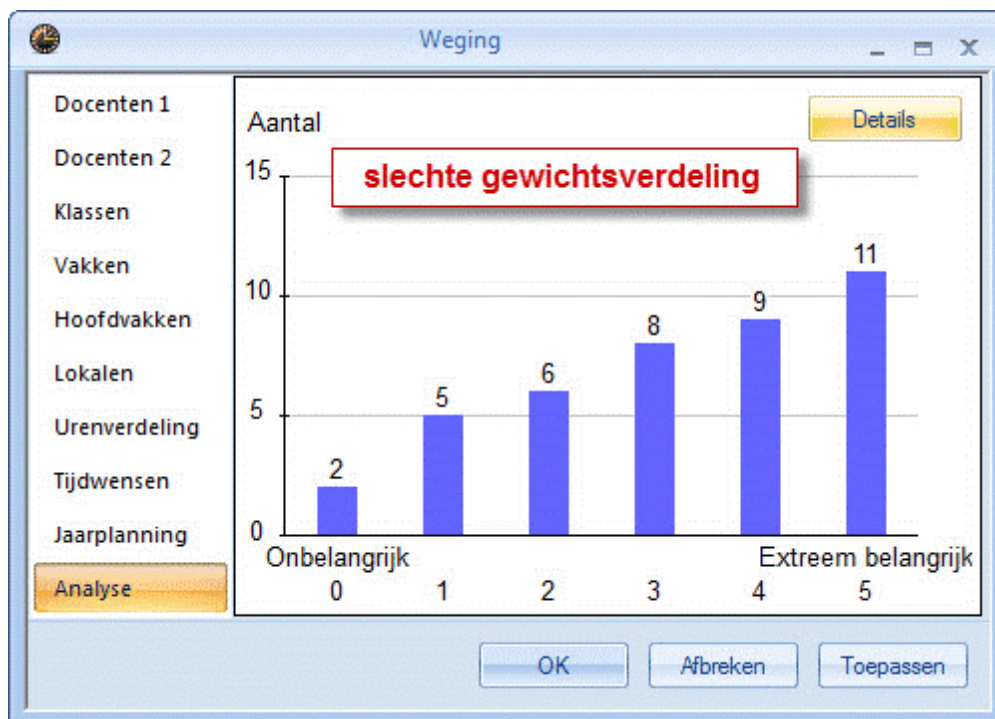 Weging
Docenten 1
Docenten 2
Klassen
Vakken
Hoofdvakken
Lokalen
Urenverdeling
Tijdwensen
Jaarplanning
Analyse
Aantal
Details
slechte gewichtsverdeling
15
10
5
0
2
5
6
8
9
11
Onbelangrijk
Extreem belangrijk
0 1 2 3 4 5
OK Afbreken Toepassen